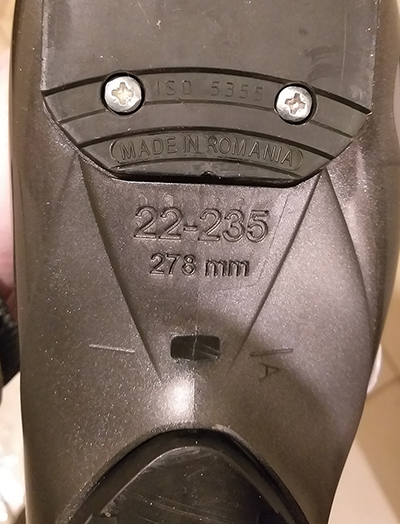 ISO 5355
MADE IN ROMANIA
22-235
278 mm
A